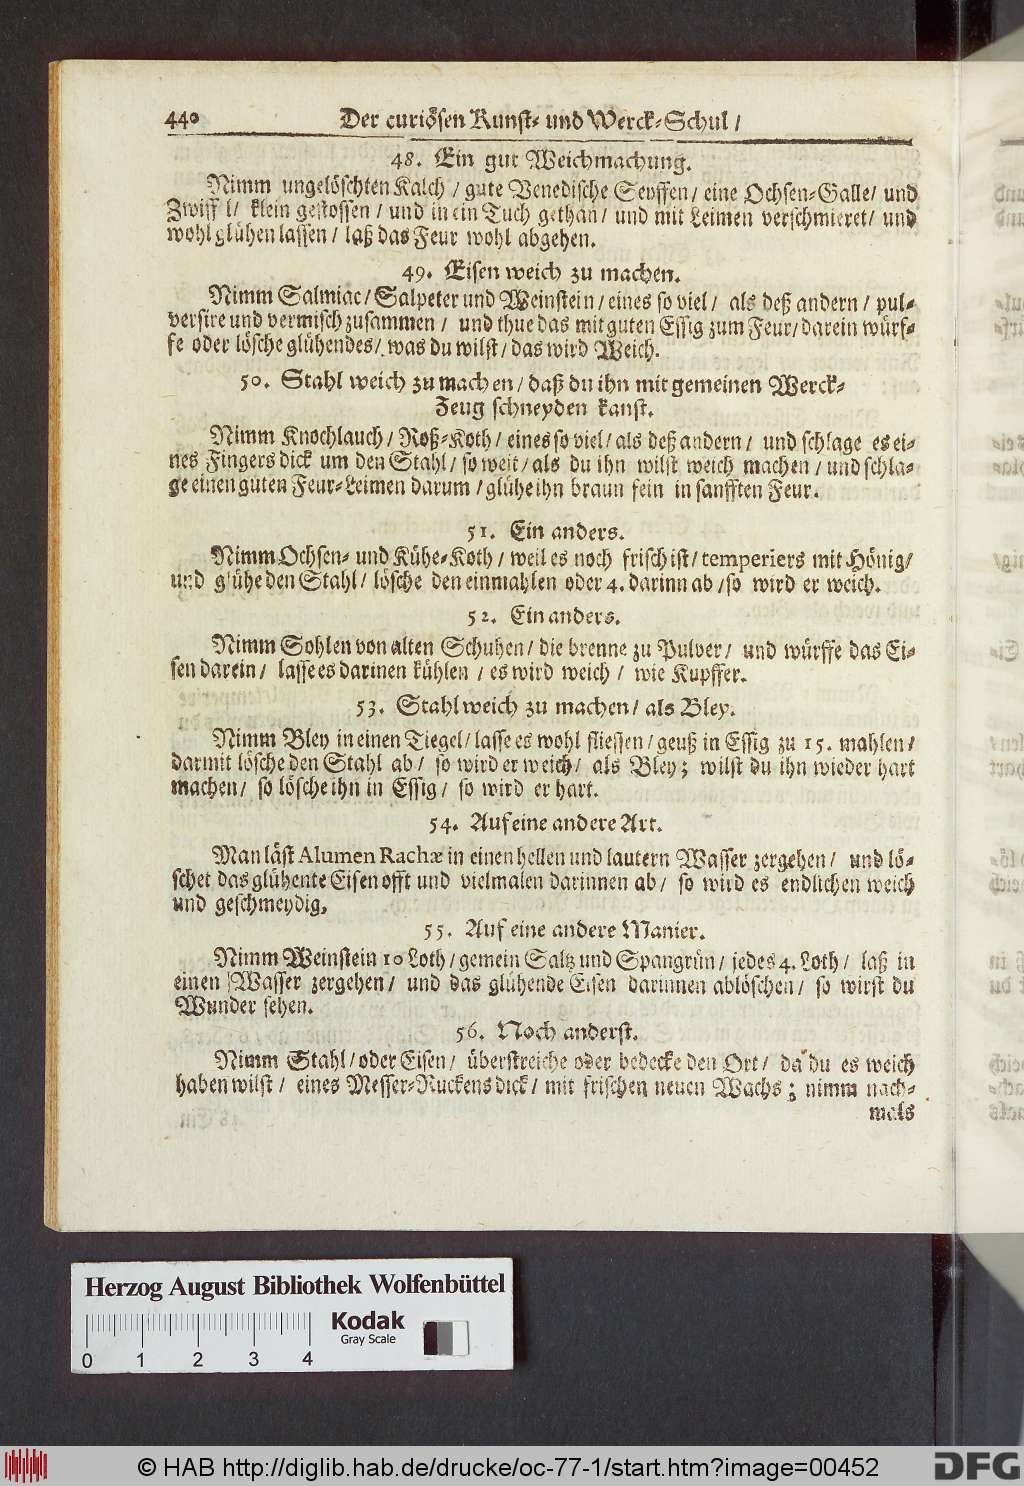 440 Der curiösen Kunst- und Werck-Schul /
48. Ein gut Weichmachung.
Nimm ungelöschten Kalch / gute Venedische Seyffen / eine Ochsen-Galle / und
Zwiff l / klein gestossen / und in ein Tuch gethan / und mit Leimen verschmieret / und
wohl glühen lassen / laß das Feur wohl abgehen.
49. Eisen weich zu machen.
Nimm Salmiac / Salpeter und Weinstein / eines so viel / als deß andern / pul-
versire und vermisch zusammen / und thue das mit guten Essig zum Feur / darein würf-
fe oder lösche glühendes / was du wilst / das wird Weich.
50. Stahl weich zu machen / daß du ihn mit gemeinen Werck-
Zeug schneyden kanst.
Nimm Knochlauch / Roß-Koth / eines so viel / als deß andern / und schlage es ei-
nes Fingers dick um den Stahl / so weit / als du ihn wilst weich machen / und schla-
ge einen guten Feur-Leimen darum / glühe ihn braun fein in sanfften Feur.
51. Ein anders.
Nimm Ochsen- und Kühe-Koth / weil es noch frisch ist / temperiers mit Hönig /
und glühe den Stahl / lösche den einmahlen oder 4. darinn ab / so wird er weich.
52. Ein anders.
Nimm Sohlen von alten Schuhen / die brenne zu Pulver / und würffe das Ei-
sen darein / lasse es darinen kühlen / es wird weich / wie Kupffer.
53. Stahl weich zu machen / als Bley.
Nimm Bley in einen Tiegel / lasse es wohl fliessen / geuß in Essig zu 15. mahlen /
darmit lösche den Stahl ab / so wird er weich / als Bley; wilst du ihn wieder hart
machen / so lösche ihn in Essig / so wird er hart.
54. Auf eine andere Art.
Man läst Alumen Rachæ in einen hellen und lautern Wasser zergehen / und lö-
schet das glühente Eisen offt und vielmalen darinnen ab / so wird es endlichen weich
und geschmeydig,
55. Auf eine andere Manier.
Nimm Weinstein 10 Loth / gemein Saltz und Spangrün / jedes 4. Loth / laß in
einen Wasser zergehen / und das glühende Eisen darinnen ablöschen / so wirst du
Wunder sehen.
56. Noch anderst.
Nimm Stahl / oder Eisen / überstreiche oder bedecke den Ort / da du es weich
haben wilst / eines Messer-Ruckens dick / mit frischen neuen Wachs; nimm nach-
mals
Herzog August Bibliothek Wolfenbüttel
Kodak
Gray Scale
0 1 2 3 4
© HAB http://diglib.hab.de/drucke/oc-77-1/start.htm?image=00452
DFG